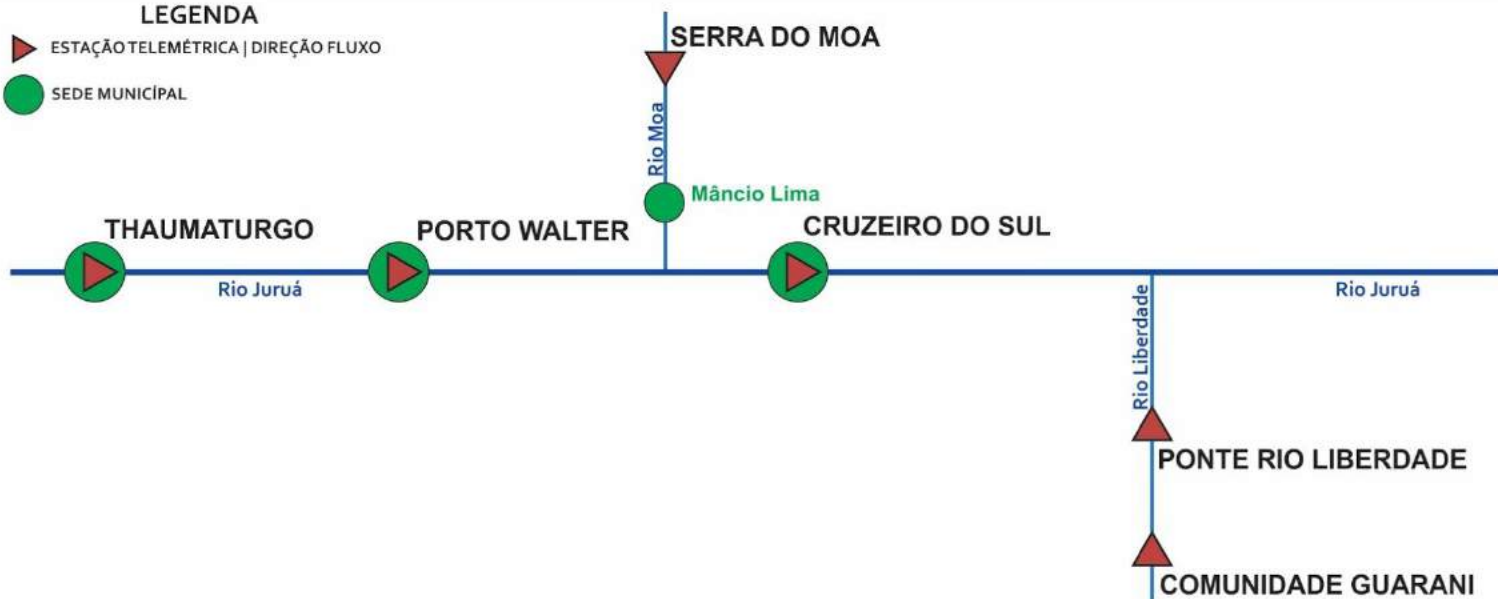 LEGENDA
ESTAÇÃO TELEMÉTRICA | DIREÇÃO FLUXO
SEDE MUNICÍPAL
SERRA DO MOA
Rio Moa
Mâncio Lima
THAUMATURGO
PORTO WALTER
CRUZEIRO DO SUL
Rio Juruá
Rio Juruá
Rio Liberdade
PONTE RIO LIBERDADE
COMUNIDADE GUARANI